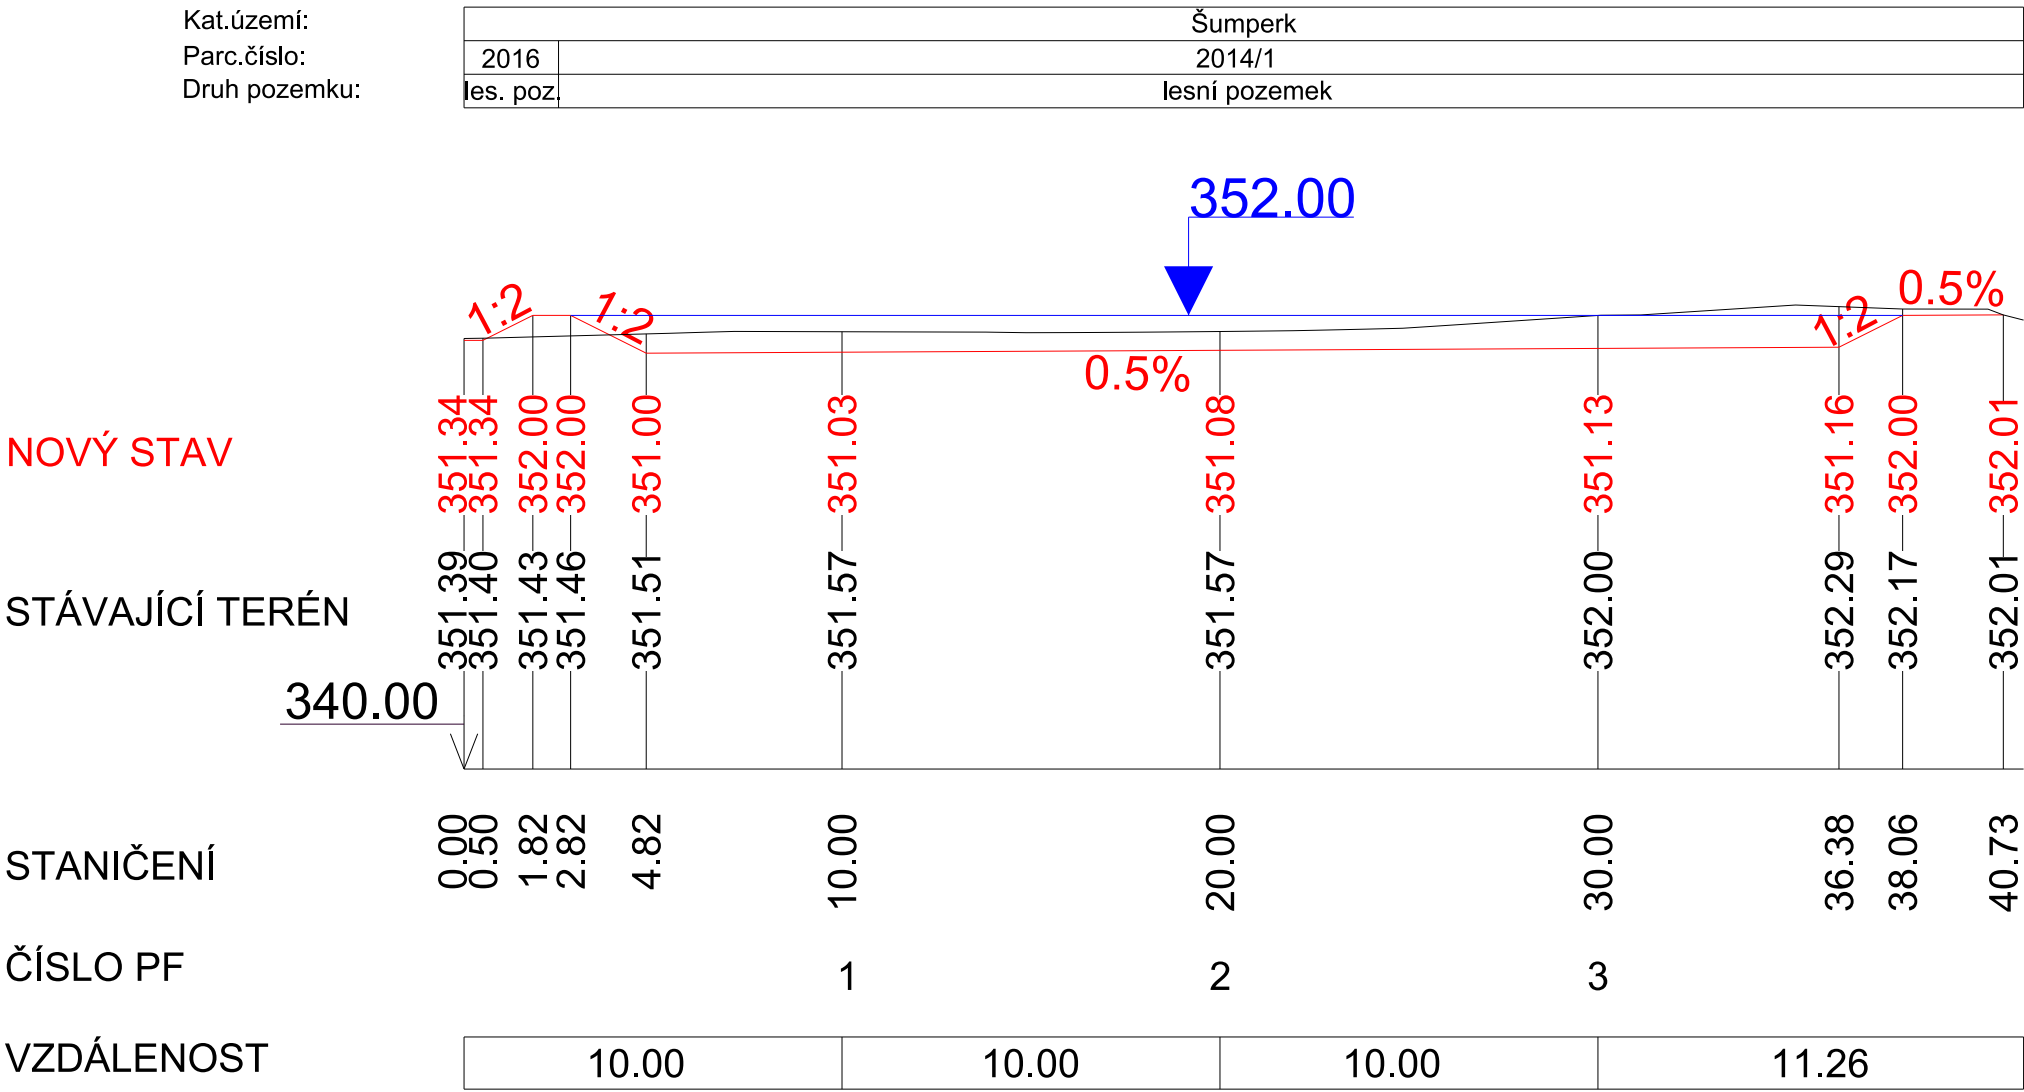 Kat.území: Šumperk
Parc.číslo: 2016 2014/1
Druh pozemku: les. poz. lesní pozemek
352.00
1:2 1:2 1:2 0.5%
0.5%
NOVÝ STAV 351.34 351.34 352.00 352.00 351.00 351.03 351.08 351.13 351.16 352.00 352.01
STÁVAJÍCÍ TERÉN 351.39 351.40 351.43 351.46 351.51 351.57 351.57 352.00 352.29 352.17 352.01
340.00
STANIČENÍ 0.00 0.50 1.82 2.82 4.82 10.00 20.00 30.00 36.38 38.06 40.73
ČÍSLO PF 1 2 3
VZDÁLENOST 10.00 10.00 10.00 11.26